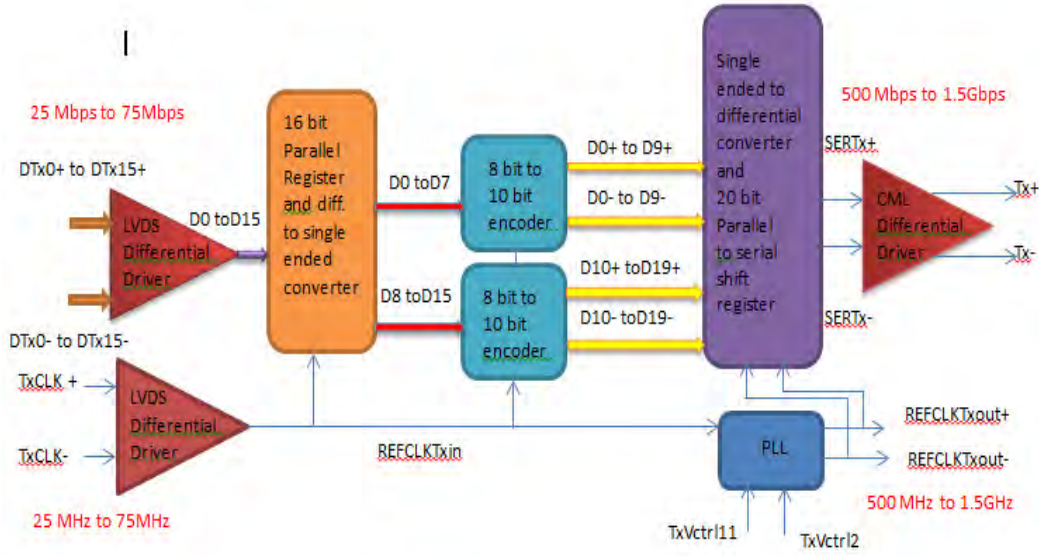 25 Mbps to 75Mbps
DTx0+ to DTx15+
LVDS
Differential
Driver
D0 toD15
DTx0- to DTx15-
16 bit
Parallel
Register
and diff.
to single
ended
converter
D0 toD7
D8 toD15
8 bit to
10 bit
encoder
8 bit to
10 bit
encoder
D0+ to D9+
D0- to D9-
D10+ toD19+
D10- toD19-
Single
ended to
differential
converter
and
20 bit
Parallel
to serial
shift
register
500 Mbps to 1.5Gbps
SERTx+
SERTx-
CML
Differential
Driver
Tx+
Tx-
TxCLK +
TxCLK-
LVDS
Differential
Driver
25 MHz to 75MHz
REFCLKTxin
PLL
REFCLKTxout+
REFCLKTxout-
500 MHz to 1.5GHz
TxVctrl11
TxVctrl2